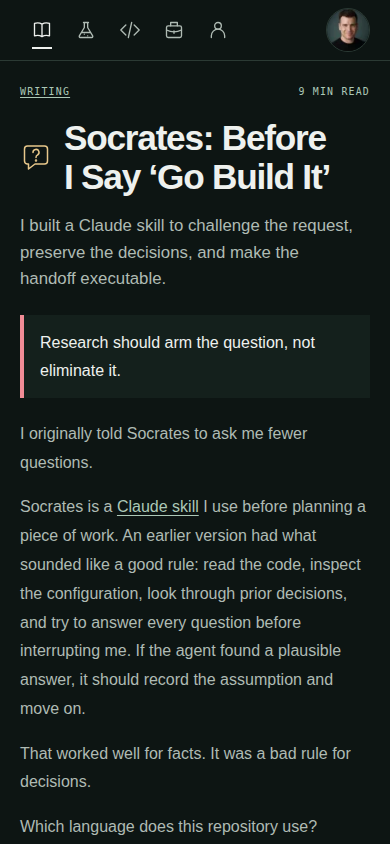 WRITING
9 MIN READ
Socrates: Before
I Say ‘Go Build It’
I built a Claude skill to challenge the request,
preserve the decisions, and make the
handoff executable.
Research should arm the question, not
eliminate it.
I originally told Socrates to ask me fewer
questions.
Socrates is a Claude skill I use before planning a
piece of work. An earlier version had what
sounded like a good rule: read the code, inspect
the configuration, look through prior decisions,
and try to answer every question before
interrupting me. If the agent found a plausible
answer, it should record the assumption and
move on.
That worked well for facts. It was a bad rule for
decisions.
Which language does this repository use?